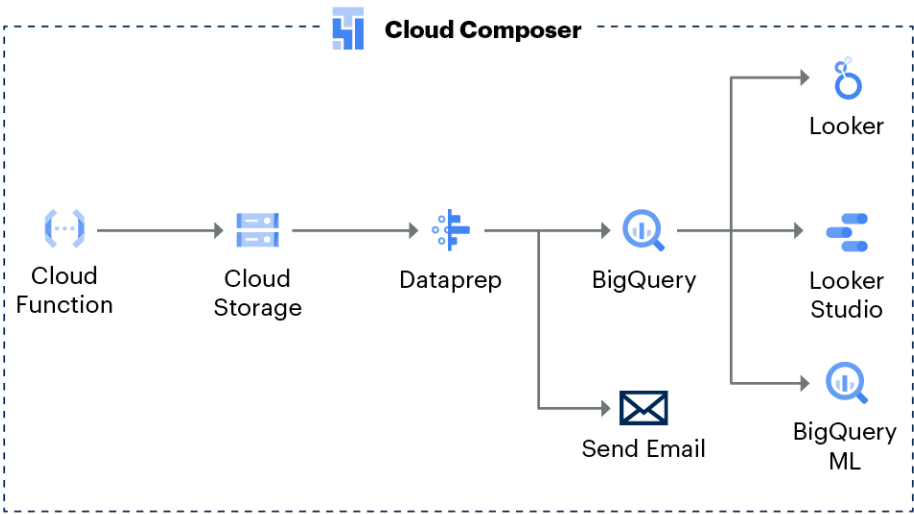 Cloud Composer
Looker
Cloud
Function
Cloud
Storage
Dataprep
BigQuery
Looker
Studio
Send Email
BigQuery
ML